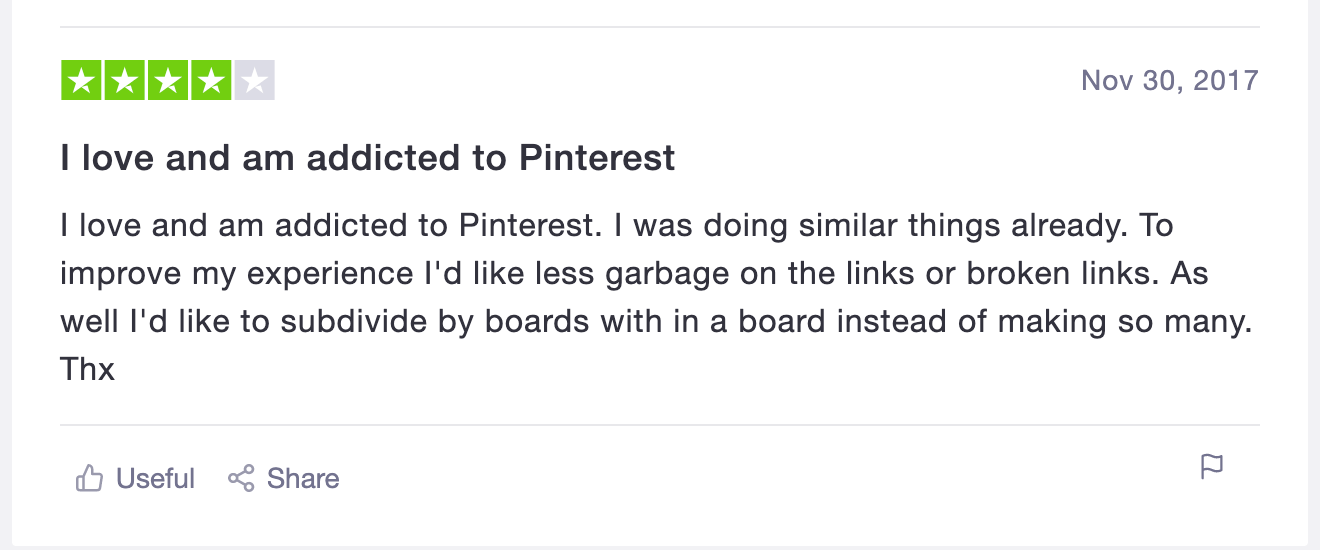 Nov 30, 2017
I love and am addicted to Pinterest
I love and am addicted to Pinterest. I was doing similar things already. To
improve my experience I'd like less garbage on the links or broken links. As
well I'd like to subdivide by boards with in a board instead of making so many.
Thx
Useful Share